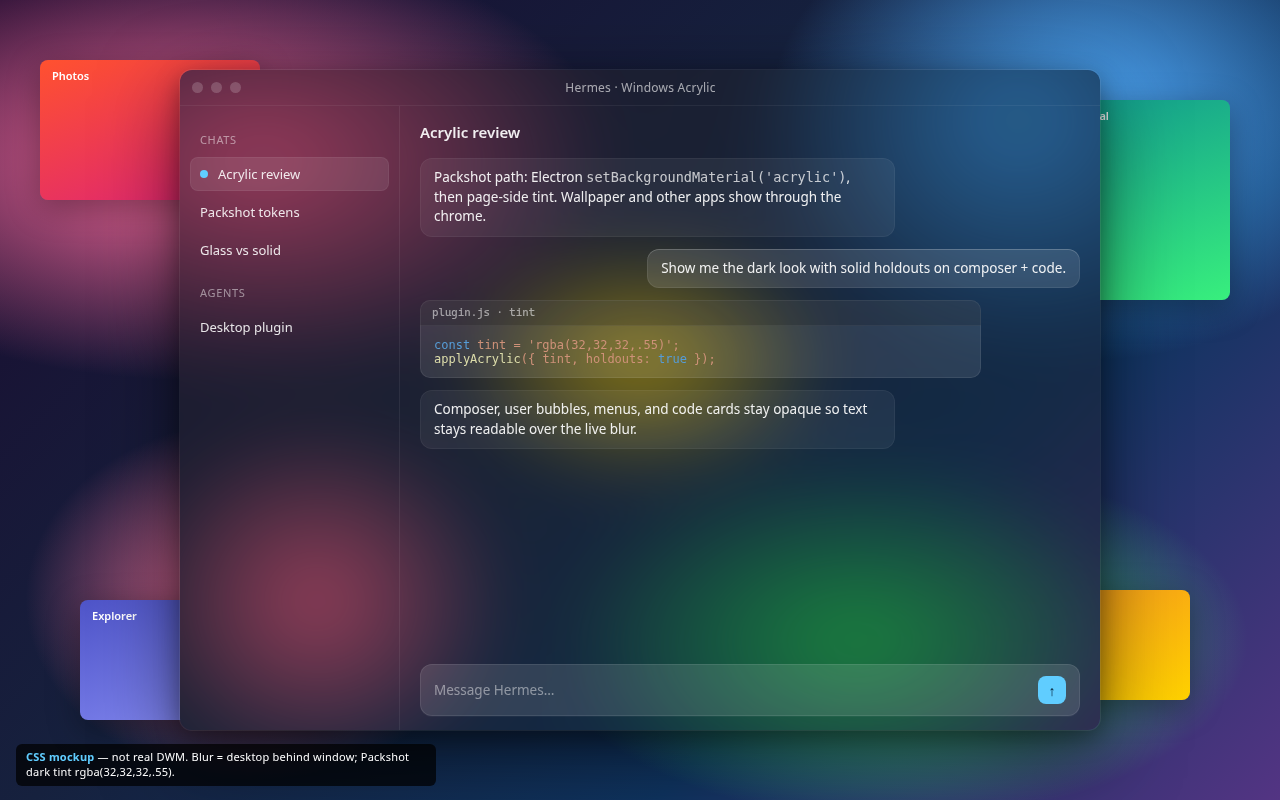 Photos
Hermes · Windows Acrylic
al
CHATS
Acrylic review
Packshot tokens
Glass vs solid
AGENTS
Desktop plugin
Acrylic review
Packshot path: Electron setBackgroundMaterial('acrylic'),
then page-side tint. Wallpaper and other apps show through the
chrome.
Show me the dark look with solid holdouts on composer + code.
plugin.js · tint
const tint = 'rgba(32,32,32,.55)';
applyAcrylic({ tint, holdouts: true });
Composer, user bubbles, menus, and code cards stay opaque so text
stays readable over the live blur.
Explorer
Message Hermes…
↑
CSS mockup — not real DWM. Blur = desktop behind window; Packshot
dark tint rgba(32,32,32,.55).